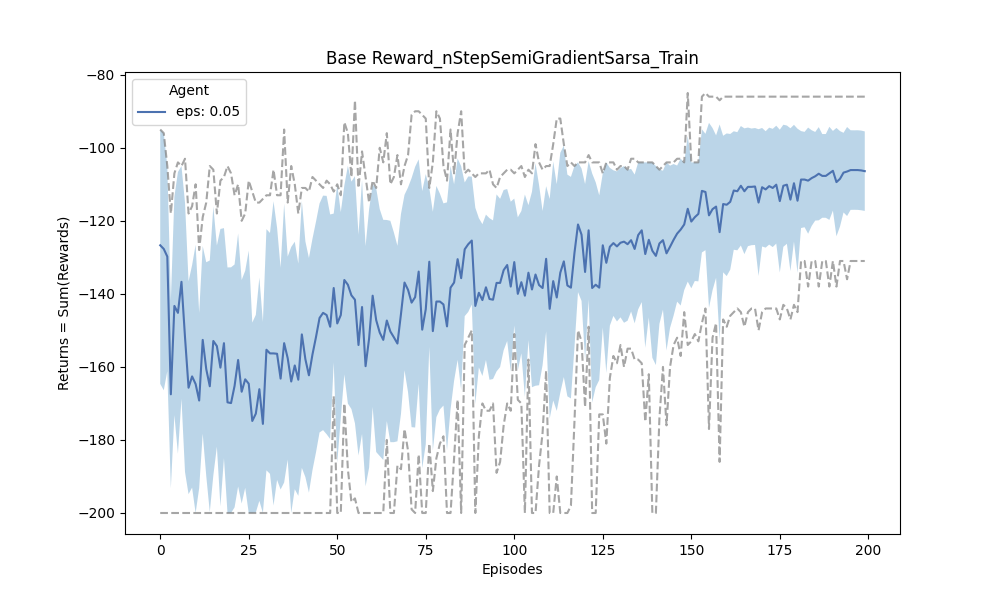 Base Reward_nStepSemiGradientSarsa_Train
Agent
eps: 0.05
Returns = Sum(Rewards)
−80
−100
−120
−140
−160
−180
−200
0 25 50 75 100 125 150 175 200
Episodes